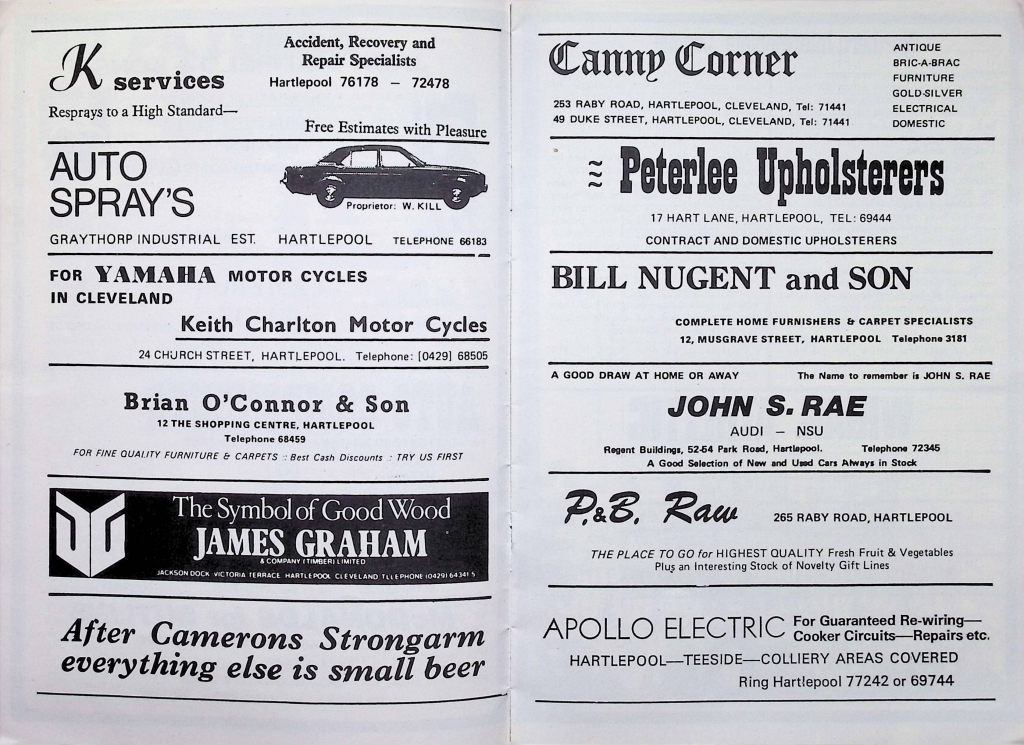 K services
Accident, Recovery and
Repair Specialists
Hartlepool 76178 – 72478
Resprays to a High Standard—
Free Estimates with Pleasure
AUTO
SPRAY'S
Proprietor: W. KILL
GRAYTHORP INDUSTRIAL EST. HARTLEPOOL TELEPHONE 66183
FOR YAMAHA MOTOR CYCLES
IN CLEVELAND
Keith Charlton Motor Cycles
24 CHURCH STREET, HARTLEPOOL. Telephone: [0429] 68505
Brian O'Connor & Son
12 THE SHOPPING CENTRE, HARTLEPOOL
Telephone 68459
FOR FINE QUALITY FURNITURE & CARPETS :: Best Cash Discounts .: TRY US FIRST
The Symbol of Good Wood
JAMES GRAHAM
& COMPANY (TIMBER) LIMITED
JACKSON DOCK VICTORIA TERRACE HARTLEPOOL CLEVELAND TELEPHONE (0429) 64341 5
After Camerons Strongarm
everything else is small beer
Canny Corner
ANTIQUE
BRIC-A-BRAC
FURNITURE
GOLD-SILVER
ELECTRICAL
DOMESTIC
253 RABY ROAD, HARTLEPOOL, CLEVELAND, Tel: 71441
49 DUKE STREET, HARTLEPOOL, CLEVELAND, Tel: 71441
Peterlee Upholsterers
17 HART LANE, HARTLEPOOL, TEL: 69444
CONTRACT AND DOMESTIC UPHOLSTERERS
BILL NUGENT and SON
COMPLETE HOME FURNISHERS & CARPET SPECIALISTS
12, MUSGRAVE STREET, HARTLEPOOL Telephone 3181
A GOOD DRAW AT HOME OR AWAY The Name to remember is JOHN S. RAE
JOHN S. RAE
AUDI – NSU
Regent Buildings, 52-54 Park Road, Hartlepool. Telephone 72345
A Good Selection of New and Used Cars Always in Stock
P. & B. Raw 265 RABY ROAD, HARTLEPOOL
THE PLACE TO GO for HIGHEST QUALITY Fresh Fruit & Vegetables
Plus an Interesting Stock of Novelty Gift Lines
APOLLO ELECTRIC
For Guaranteed Re-wiring—
Cooker Circuits—Repairs etc.
HARTLEPOOL—TEESIDE—COLLIERY AREAS COVERED
Ring Hartlepool 77242 or 69744